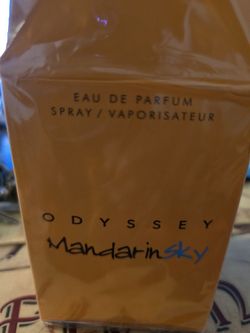 EAU DE PARFUM
SPRAY / VAPORISATEUR
ODYSSEY
Mandarinsky